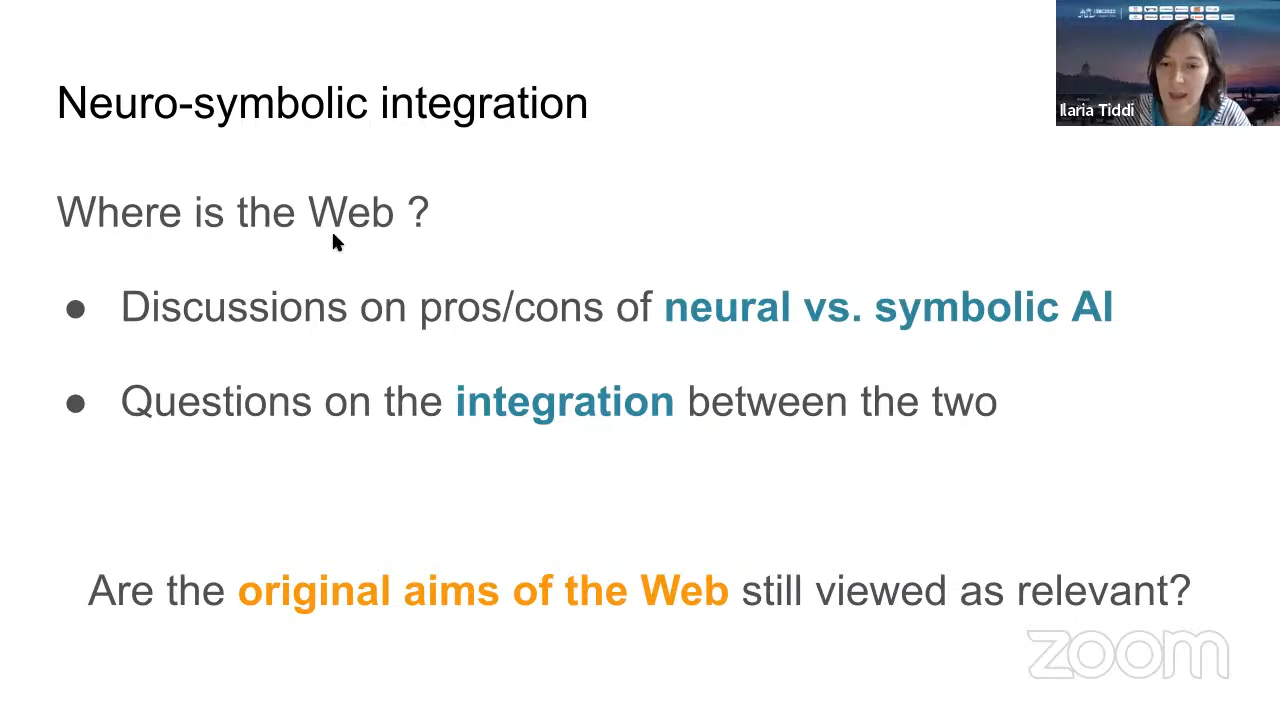 Neuro-symbolic integration
Ilaria Tiddi
Where is the Web ?
● Discussions on pros/cons of neural vs. symbolic AI
● Questions on the integration between the two
Are the original aims of the Web still viewed as relevant?
zoom